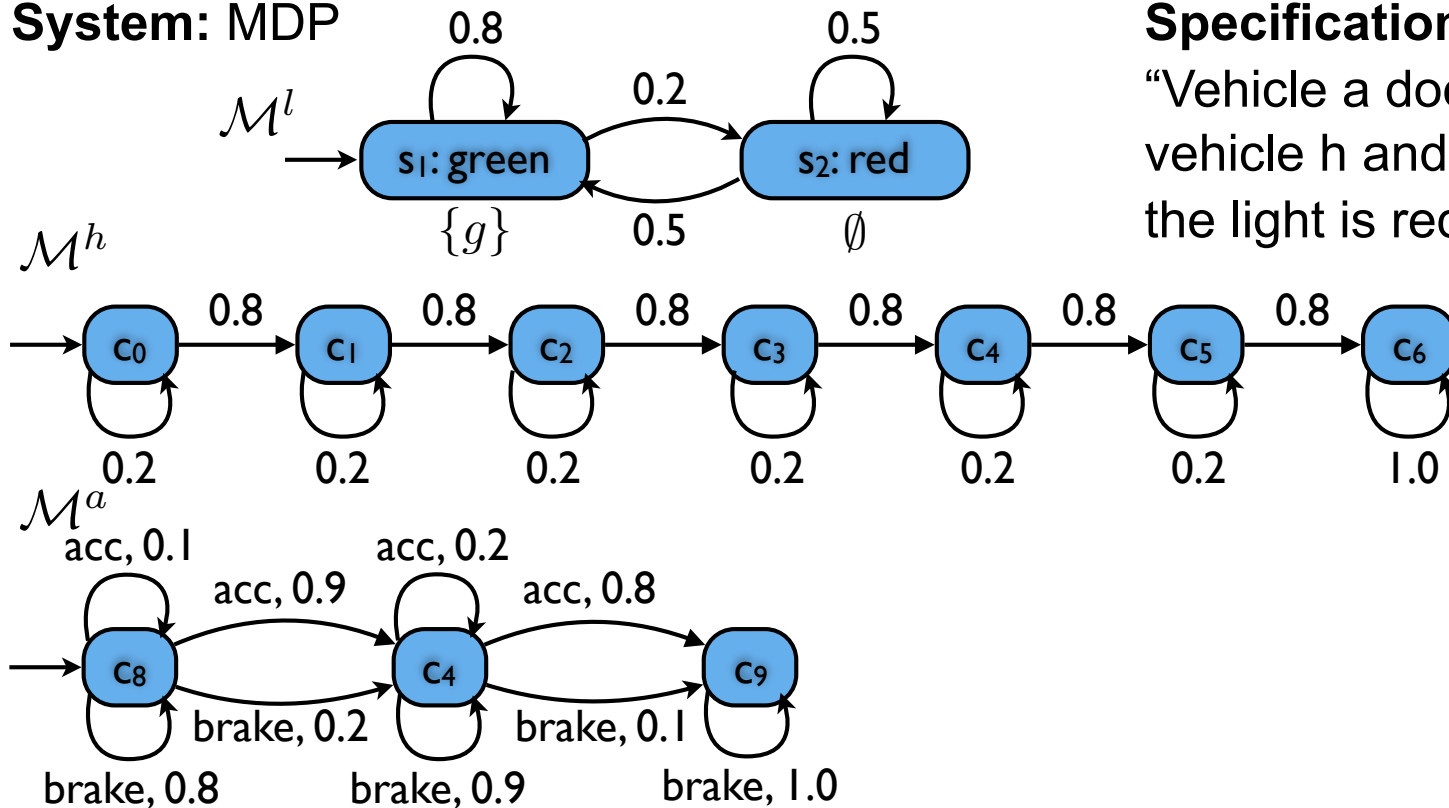 System: MDP
Specification
“Vehicle a doe
vehicle h and
the light is red
M^l
0.8
0.2
0.5
s₁: green
s₂: red
{g}
0.5
∅
M^h
0.8 0.8 0.8 0.8 0.8 0.8
c₀ c₁ c₂ c₃ c₄ c₅ c₆
0.2 0.2 0.2 0.2 0.2 0.2 1.0
M^a
acc, 0.1
acc, 0.2
acc, 0.9
acc, 0.8
c₈ c₄ c₉
brake, 0.2
brake, 0.1
brake, 0.8
brake, 0.9
brake, 1.0